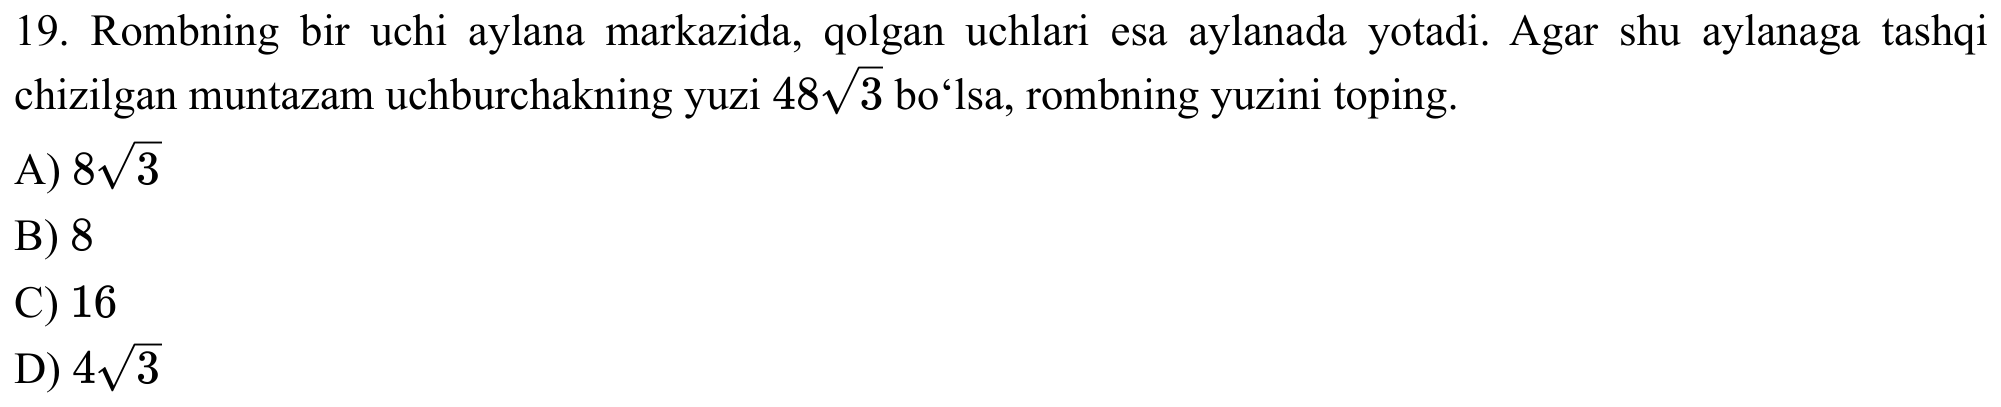 19. Rombning bir uchi aylana markazida, qolgan uchlari esa aylanada yotadi. Agar shu aylanaga tashqi
chizilgan muntazam uchburchakning yuzi 48√3 bo‘lsa, rombning yuzini toping.
A) 8√3
B) 8
C) 16
D) 4√3